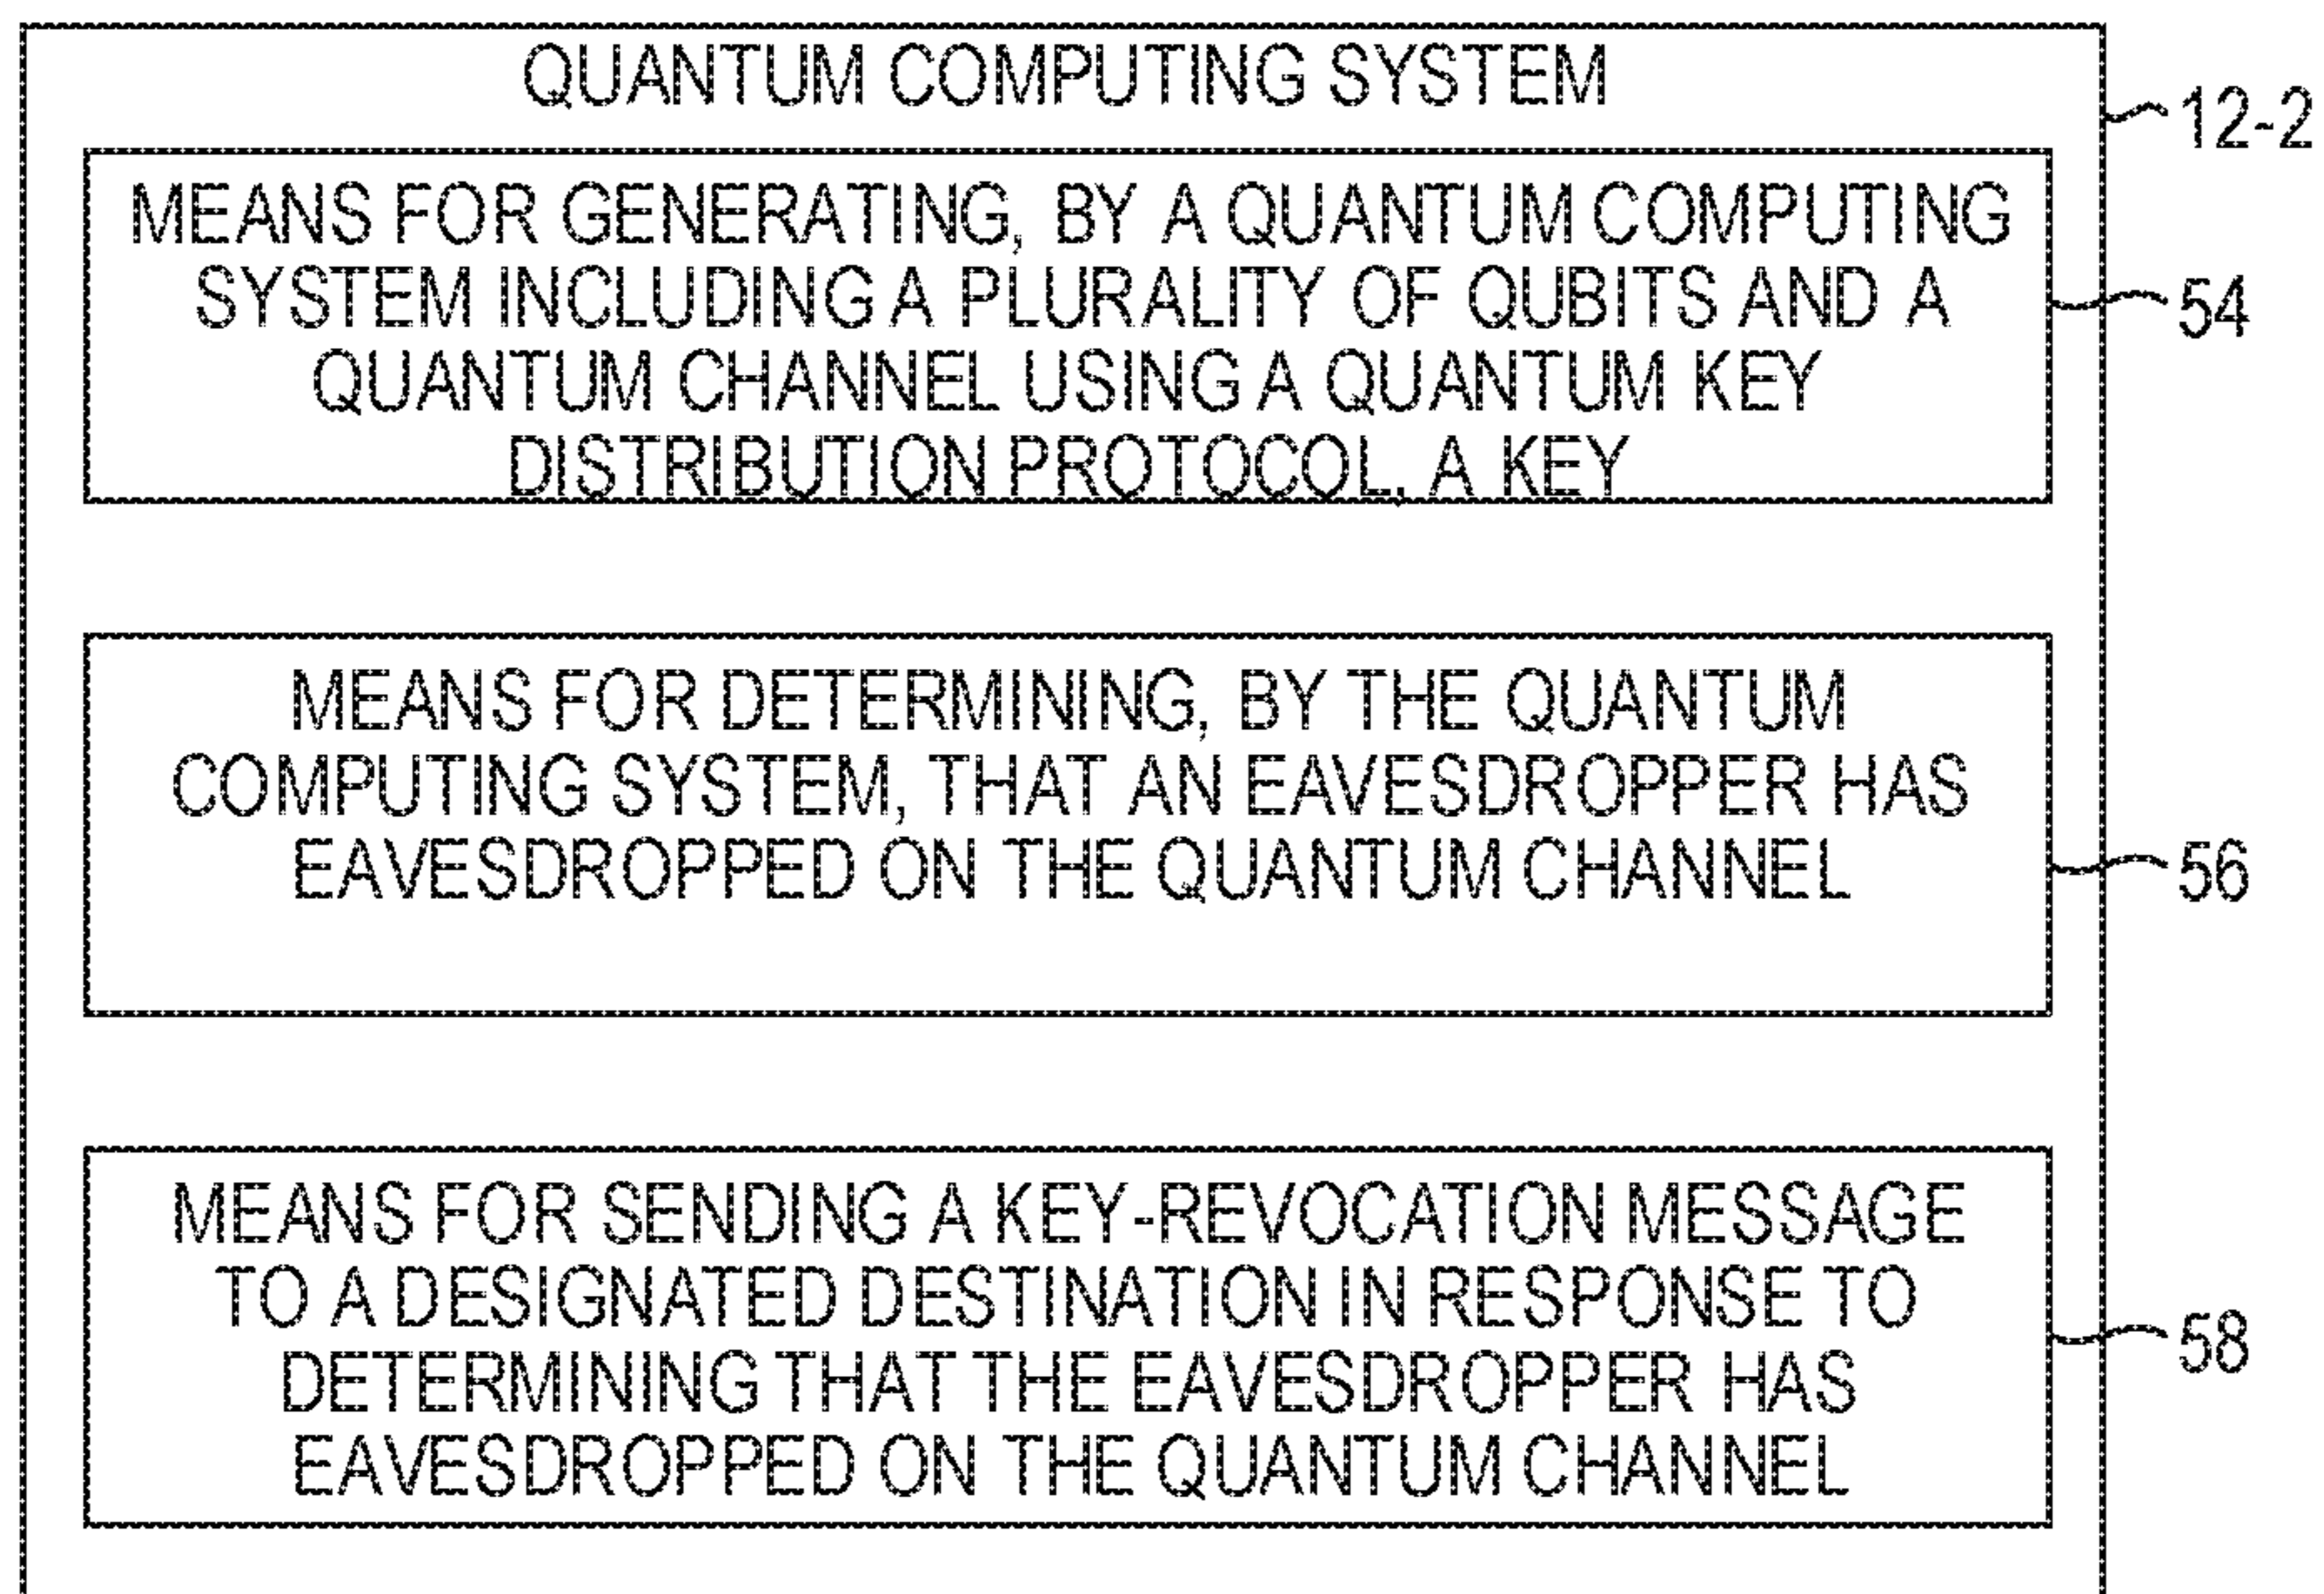 QUANTUM COMPUTING SYSTEM
12-2
MEANS FOR GENERATING, BY A QUANTUM COMPUTING
SYSTEM INCLUDING A PLURALITY OF QUBITS AND A
QUANTUM CHANNEL USING A QUANTUM KEY
DISTRIBUTION PROTOCOL, A KEY
54
MEANS FOR DETERMINING, BY THE QUANTUM
COMPUTING SYSTEM, THAT AN EAVESDROPPER HAS
EAVESDROPPED ON THE QUANTUM CHANNEL
56
MEANS FOR SENDING A KEY-REVOCATION MESSAGE
TO A DESIGNATED DESTINATION IN RESPONSE TO
DETERMINING THAT THE EAVESDROPPER HAS
EAVESDROPPED ON THE QUANTUM CHANNEL
58